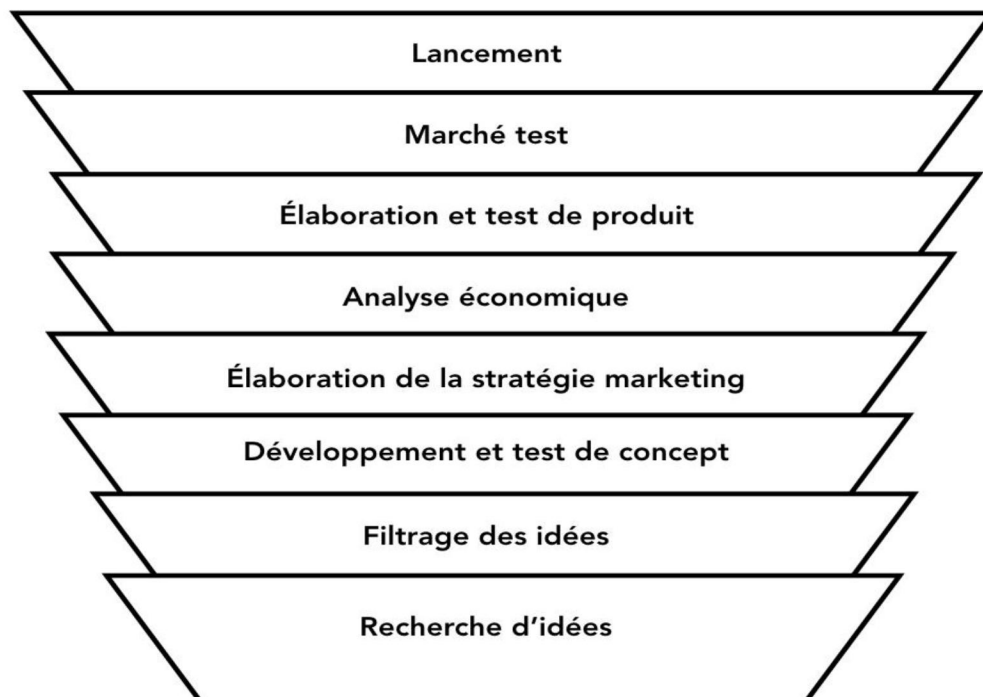 Lancement
Marché test
Élaboration et test de produit
Analyse économique
Élaboration de la stratégie marketing
Développement et test de concept
Filtrage des idées
Recherche d’idées